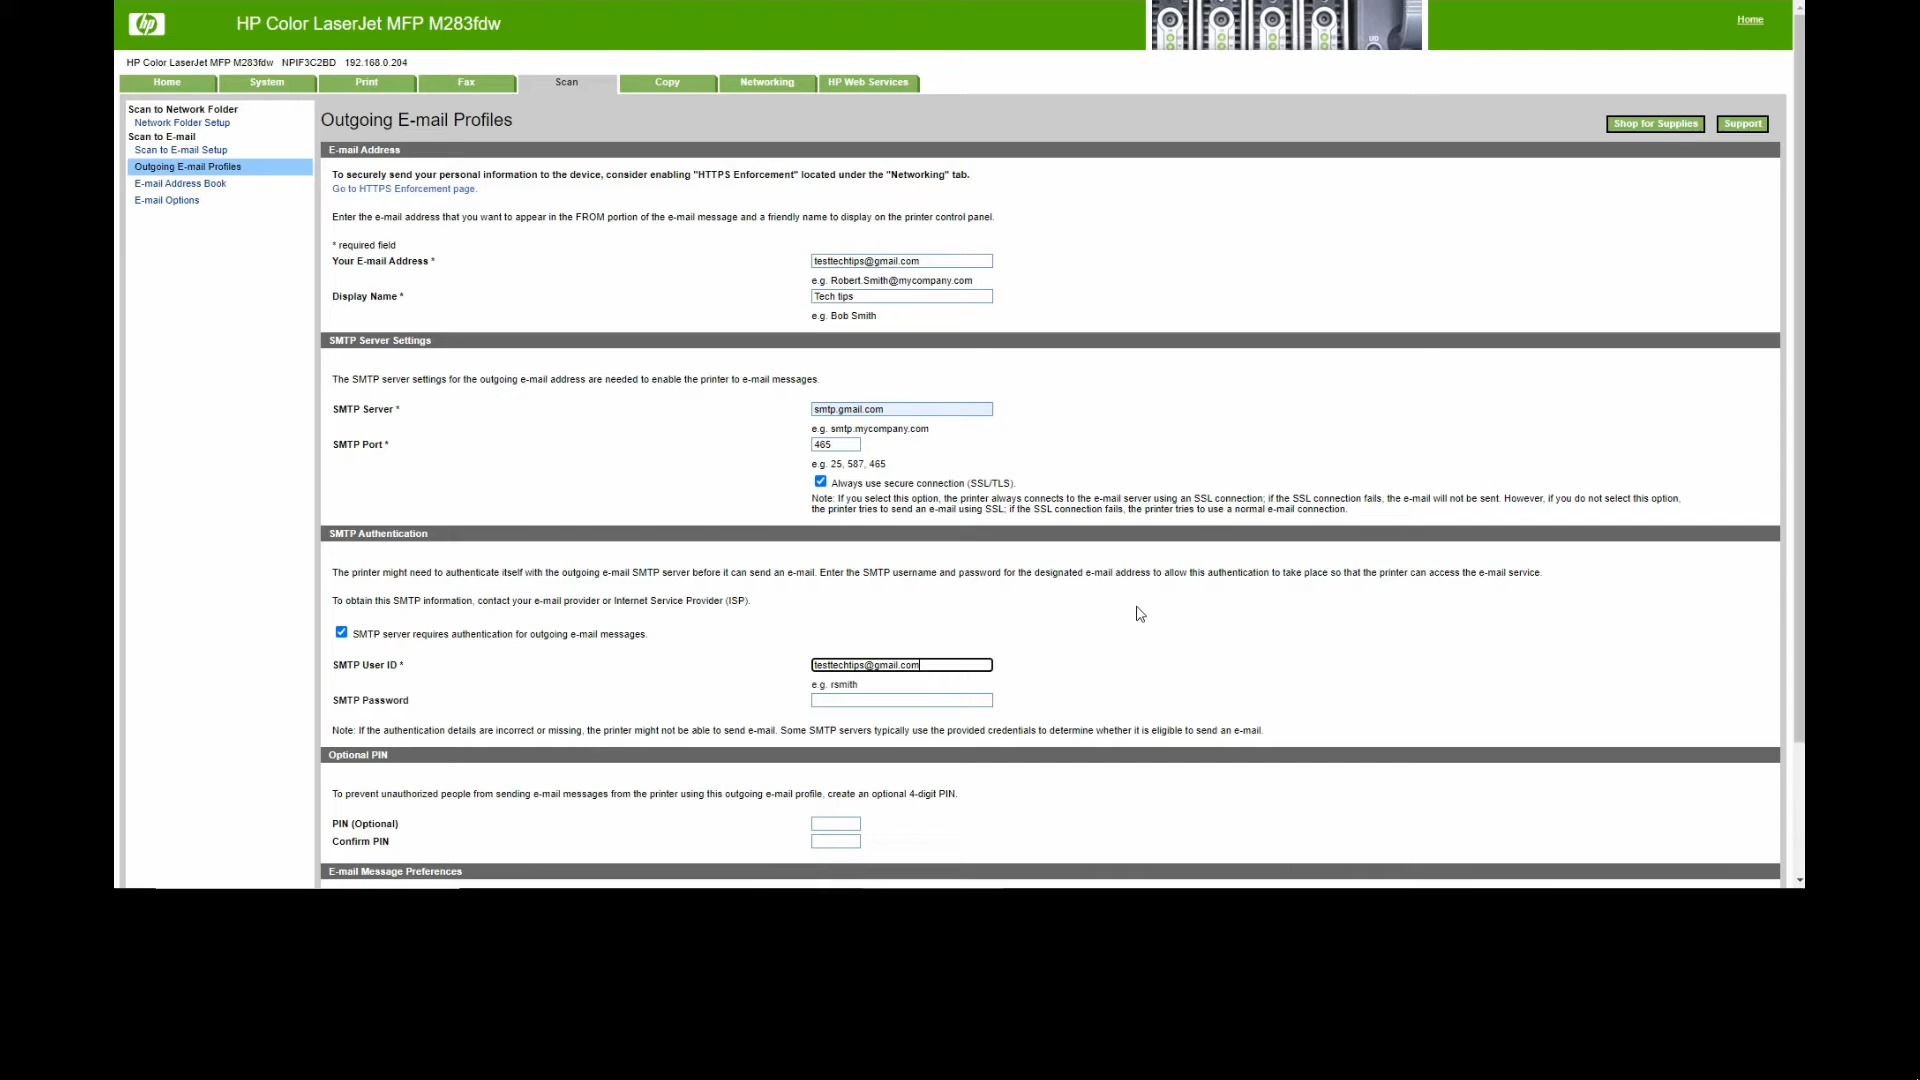 hp
HP Color LaserJet MFP M283fdw
Home
HP Color LaserJet MFP M283fdw NPIF3C2BD 192.168.0.204
Home System Print Fax Scan Copy Networking HP Web Services
Scan to Network Folder
Network Folder Setup
Scan to E-mail
Scan to E-mail Setup
Outgoing E-mail Profiles
E-mail Address Book
E-mail Options
Outgoing E-mail Profiles
Shop for Supplies Support
E-mail Address
To securely send your personal information to the device, consider enabling "HTTPS Enforcement" located under the "Networking" tab.
Go to HTTPS Enforcement page.
Enter the e-mail address that you want to appear in the FROM portion of the e-mail message and a friendly name to display on the printer control panel.
* required field
Your E-mail Address * testtechtips@gmail.com
e.g. Robert.Smith@mycompany.com
Display Name * Tech tips
e.g. Bob Smith
SMTP Server Settings
The SMTP server settings for the outgoing e-mail address are needed to enable the printer to e-mail messages.
SMTP Server * smtp.gmail.com
e.g. smtp.mycompany.com
SMTP Port * 465
e.g. 25, 587, 465
Always use secure connection (SSL/TLS).
Note: If you select this option, the printer always connects to the e-mail server using an SSL connection; if the SSL connection fails, the e-mail will not be sent. However, if you do not select this option,
the printer tries to send an e-mail using SSL; if the SSL connection fails, the printer tries to use a normal e-mail connection.
SMTP Authentication
The printer might need to authenticate itself with the outgoing e-mail SMTP server before it can send an e-mail. Enter the SMTP username and password for the designated e-mail address to allow this authentication to take place so that the printer can access the e-mail service.
To obtain this SMTP information, contact your e-mail provider or Internet Service Provider (ISP).
SMTP server requires authentication for outgoing e-mail messages.
SMTP User ID * testtechtips@gmail.com
e.g. rsmith
SMTP Password
Note: If the authentication details are incorrect or missing, the printer might not be able to send e-mail. Some SMTP servers typically use the provided credentials to determine whether it is eligible to send an e-mail.
Optional PIN
To prevent unauthorized people from sending e-mail messages from the printer using this outgoing e-mail profile, create an optional 4-digit PIN.
PIN (Optional)
Confirm PIN
E-mail Message Preferences